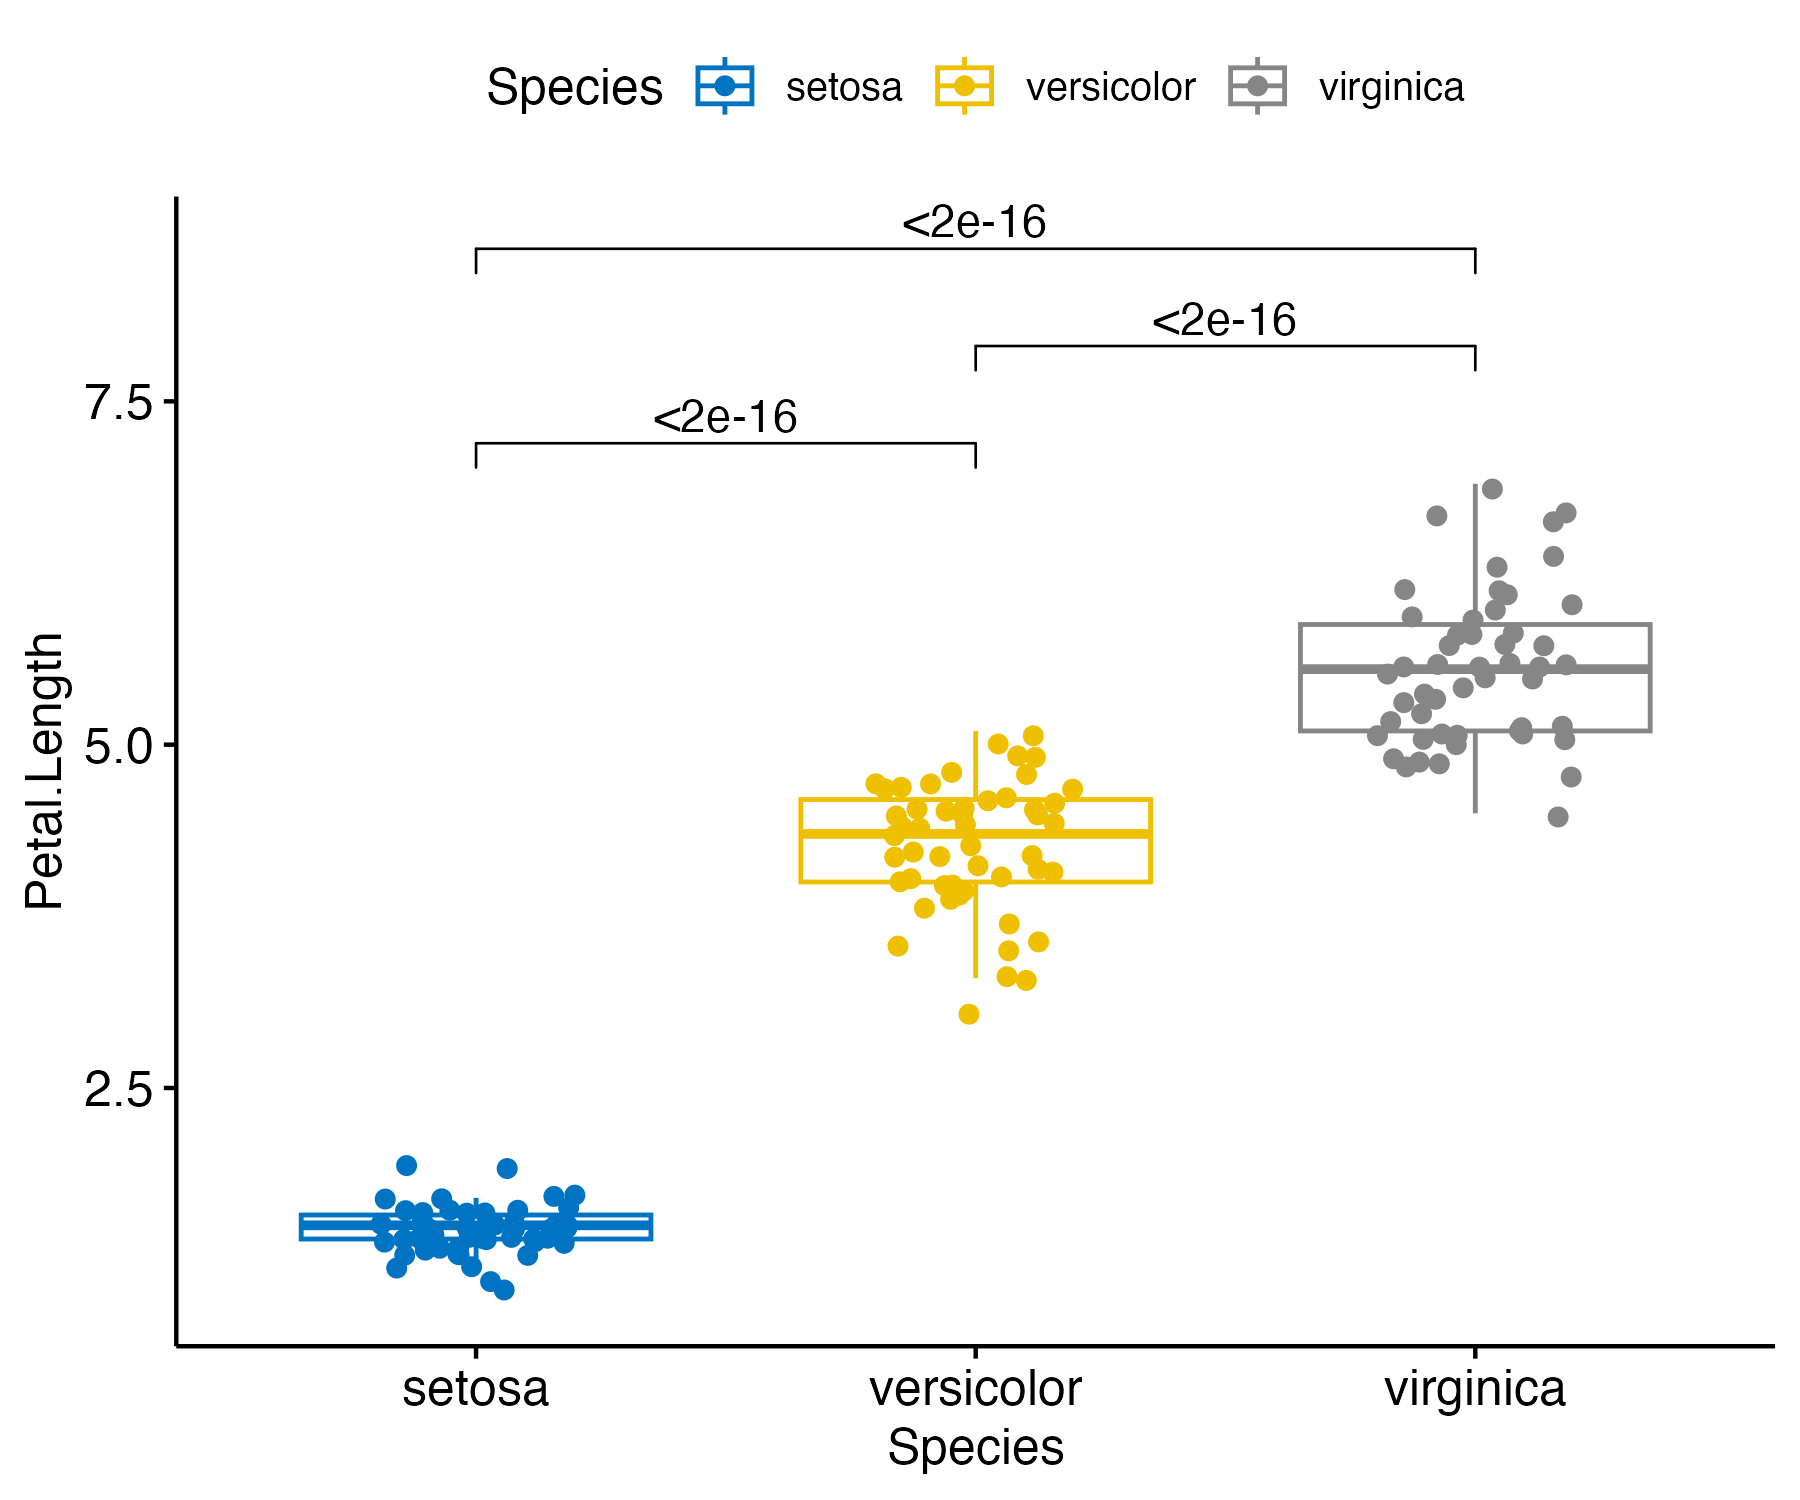 Species setosa versicolor virginica
<2e-16
<2e-16
<2e-16
7.5
5.0
2.5
Petal.Length
setosa versicolor virginica
Species